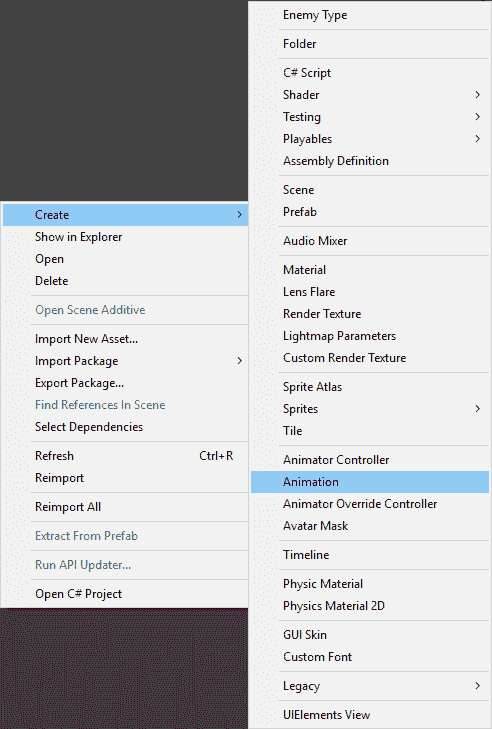 Create
Show in Explorer
Open
Delete
Open Scene Additive
Import New Asset...
Import Package
Export Package...
Find References In Scene
Select Dependencies
Refresh Ctrl+R
Reimport
Reimport All
Extract From Prefab
Run API Updater...
Open C# Project
Enemy Type
Folder
C# Script
Shader
Testing
Playables
Assembly Definition
Scene
Prefab
Audio Mixer
Material
Lens Flare
Render Texture
Lightmap Parameters
Custom Render Texture
Sprite Atlas
Sprites
Tile
Animator Controller
Animation
Animator Override Controller
Avatar Mask
Timeline
Physic Material
Physics Material 2D
GUI Skin
Custom Font
Legacy
UIElements View